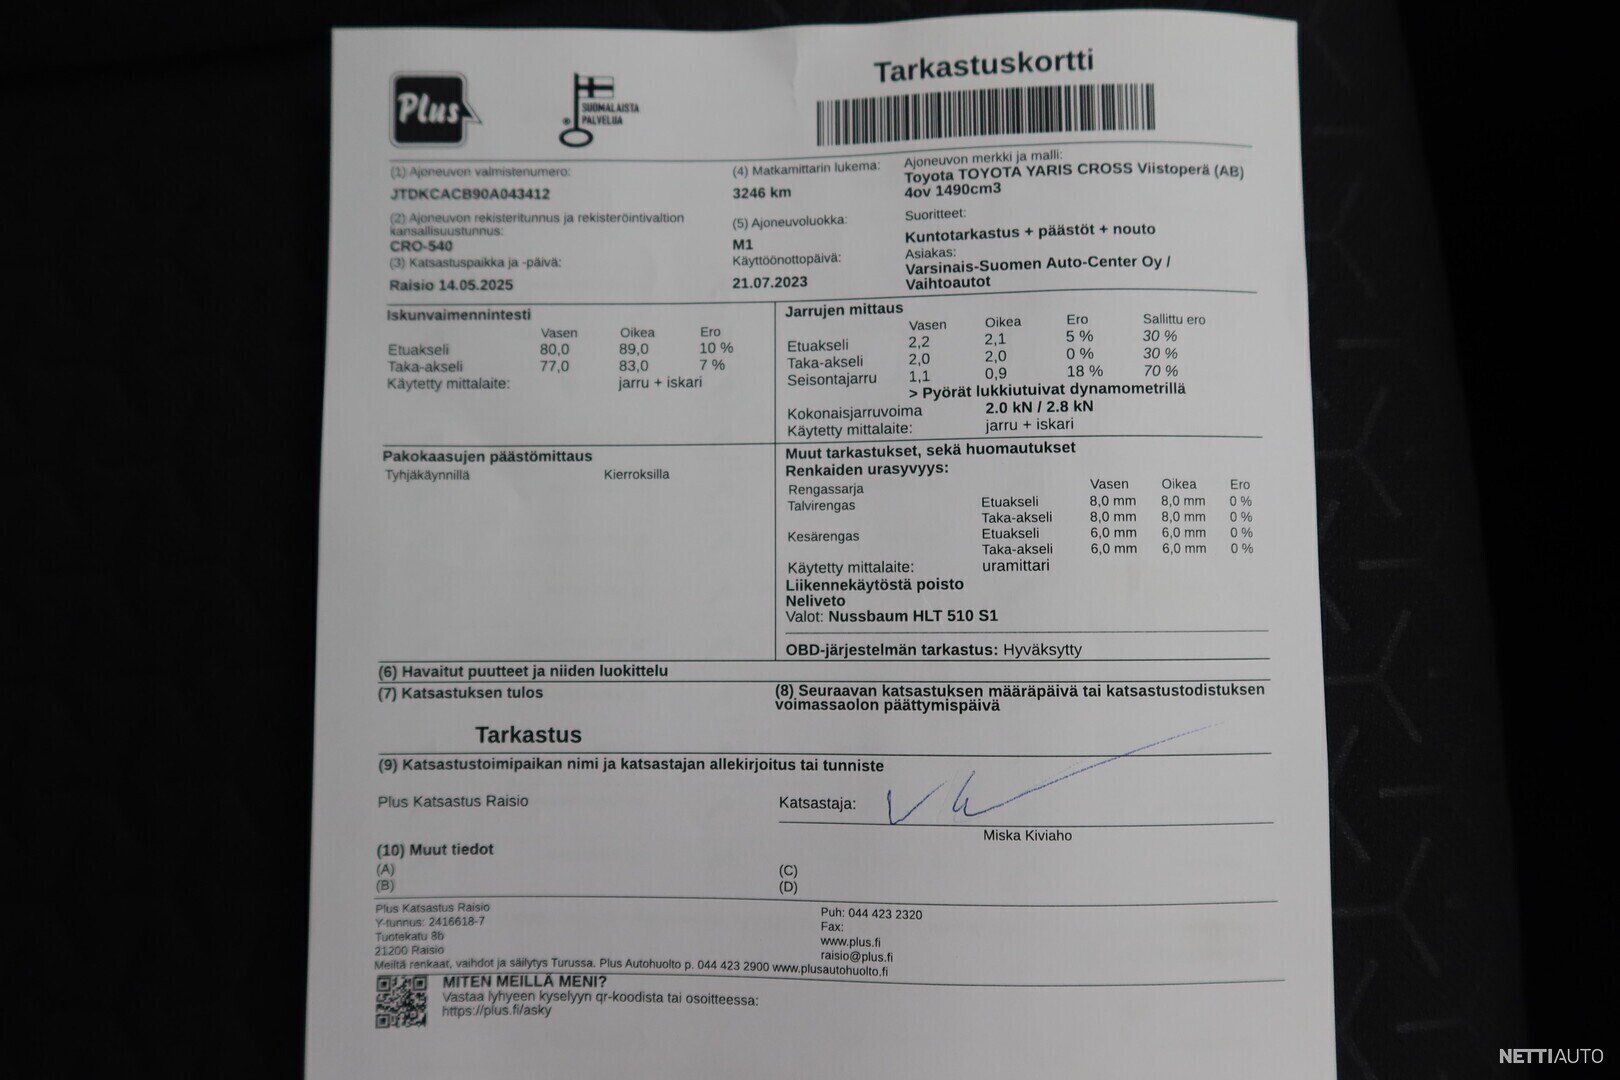 Tarkastuskortti
Plus
SUOMALAISTA
PALVELUA
(1) Ajoneuvon valmistenumero:
JTDKCACB90A043412
(2) Ajoneuvon rekisteritunnus ja rekisteröintivaltion
kansallisuustunnus:
CRO-540
(3) Katsastuspaikka ja -päivä:
Raisio 14.05.2025
(4) Matkamittarin lukema:
3246 km
(5) Ajoneuvoluokka:
M1
Käyttöönottopäivä:
21.07.2023
Ajoneuvon merkki ja malli:
Toyota TOYOTA YARIS CROSS Viistoperä (AB)
4ov 1490cm3
Suoritteet:
Kuntotarkastus + päästöt + nouto
Asiakas:
Varsinais-Suomen Auto-Center Oy /
Vaihtoautot
Iskunvaimennintesti
Vasen Oikea Ero
Etuakseli 80,0 89,0 10 %
Taka-akseli 77,0 83,0 7 %
Käytetty mittalaite: jarru + iskari
Jarrujen mittaus
Vasen Oikea Ero Sallittu ero
Etuakseli 2,2 2,1 5 % 30 %
Taka-akseli 2,0 2,0 0 % 30 %
Seisontajarru 1,1 0,9 18 % 70 %
> Pyörät lukkiutuivat dynamometrillä
Kokonaisjarruvoima 2.0 kN / 2.8 kN
Käytetty mittalaite: jarru + iskari
Pakokaasujen päästömittaus
Tyhjäkäynnillä Kierroksilla
Muut tarkastukset, sekä huomautukset
Renkaiden urasyvyys:
Vasen Oikea Ero
Rengassarja
Talvirengas Etuakseli 8,0 mm 8,0 mm 0 %
Taka-akseli 8,0 mm 8,0 mm 0 %
Kesärengas Etuakseli 6,0 mm 6,0 mm 0 %
Taka-akseli 6,0 mm 6,0 mm 0 %
Käytetty mittalaite: uramittari
Liikennekäytöstä poisto
Neliveto
Valot: Nussbaum HLT 510 S1
OBD-järjestelmän tarkastus: Hyväksytty
(6) Havaitut puutteet ja niiden luokittelu
(7) Katsastuksen tulos
(8) Seuraavan katsastuksen määräpäivä tai katsastustodistuksen
voimassaolon päättymispäivä
Tarkastus
(9) Katsastustoimipaikan nimi ja katsastajan allekirjoitus tai tunniste
Plus Katsastus Raisio
Katsastaja:
Miska Kiviaho
(10) Muut tiedot
(A)
(B)
(C)
(D)
Plus Katsastus Raisio
Y-tunnus: 2416618-7
Tuotekatu 8b
21200 Raisio
Puh: 044 423 2320
Fax:
www.plus.fi
raisio@plus.fi
Meiltä renkaat, vaihdot ja säilytys Turussa. Plus Autohuolto p. 044 423 2900 www.plusautohuolto.fi
MITEN MEILLÄ MENI?
Vastaa lyhyeen kyselyyn qr-koodista tai osoitteessa:
https://plus.fi/asky
NETTIAUTO